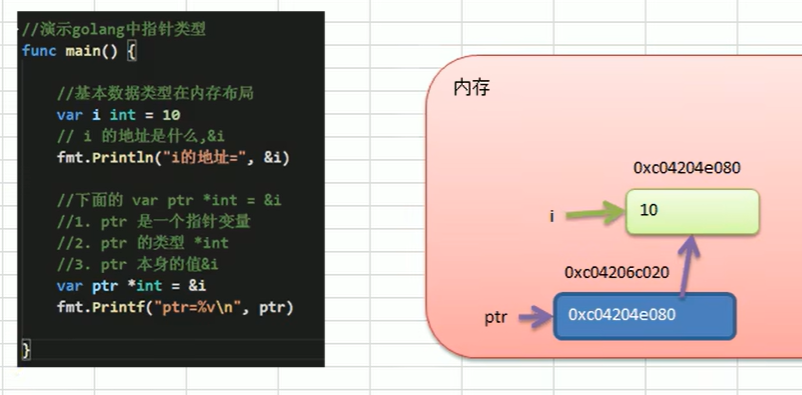 //演示golang中指针类型
func main() {
//基本数据类型在内存布局
var i int = 10
// i 的地址是什么,&i
fmt.Println("i的地址=", &i)
//下面的 var ptr *int = &i
//1. ptr 是一个指针变量
//2. ptr 的类型 *int
//3. ptr 本身的值&i
var ptr *int = &i
fmt.Printf("ptr=%v\n", ptr)
}
内存
0xc04204e080
i
10
0xc04206c020
ptr
0xc04204e080